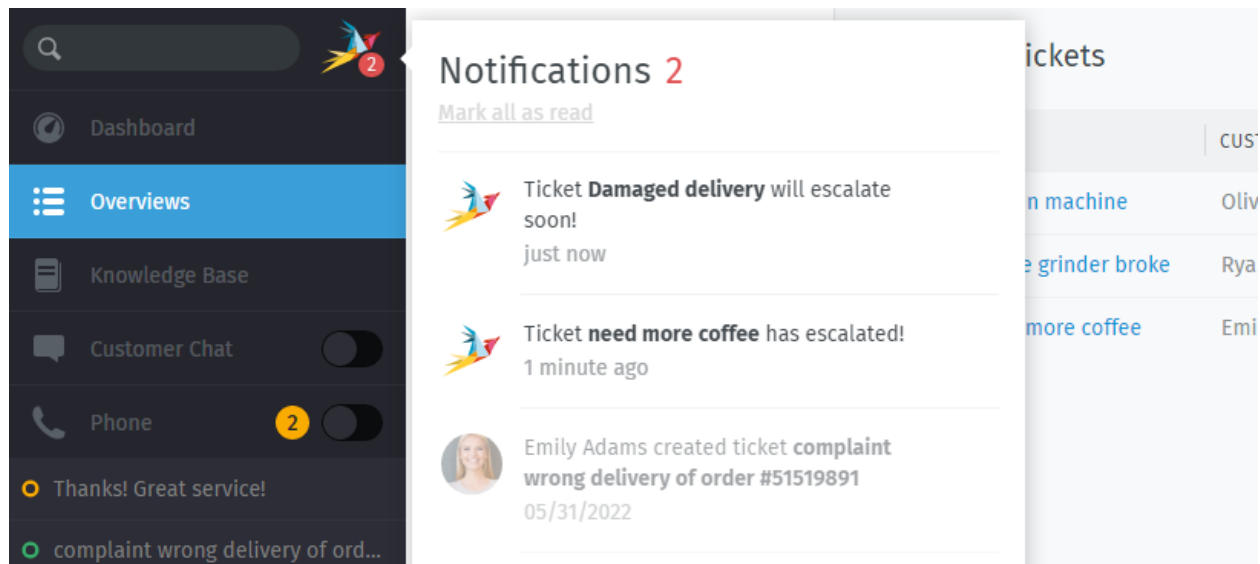 2
Dashboard
Overviews
Knowledge Base
Customer Chat
Phone
2
Thanks! Great service!
complaint wrong delivery of ord...
Notifications 2
Mark all as read
Ticket Damaged delivery will escalate
soon!
just now
Ticket need more coffee has escalated!
1 minute ago
Emily Adams created ticket complaint
wrong delivery of order #51519891
05/31/2022
ickets
CUST
n machine
Oliv
e grinder broke
Rya
more coffee
Emi